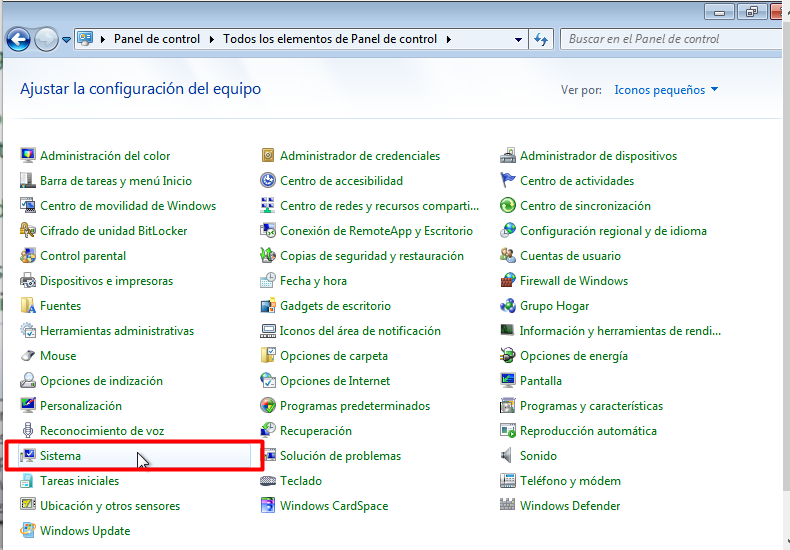 Panel de control Todos los elementos de Panel de control Buscar en el Panel de control
Ajustar la configuración del equipo Ver por: Iconos pequeños
Administración del color Administrador de credenciales Administrador de dispositivos
Barra de tareas y menú Inicio Centro de accesibilidad Centro de actividades
Centro de movilidad de Windows Centro de redes y recursos comparti... Centro de sincronización
Cifrado de unidad BitLocker Conexión de RemoteApp y Escritorio Configuración regional y de idioma
Control parental Copias de seguridad y restauración Cuentas de usuario
Dispositivos e impresoras Fecha y hora Firewall de Windows
Fuentes Gadgets de escritorio Grupo Hogar
Herramientas administrativas Iconos del área de notificación Información y herramientas de rendi...
Mouse Opciones de carpeta Opciones de energía
Opciones de indización Opciones de Internet Pantalla
Personalización Programas predeterminados Programas y características
Reconocimiento de voz Recuperación Reproducción automática
Sistema Solución de problemas Sonido
Tareas iniciales Teclado Teléfono y módem
Ubicación y otros sensores Windows CardSpace Windows Defender
Windows Update